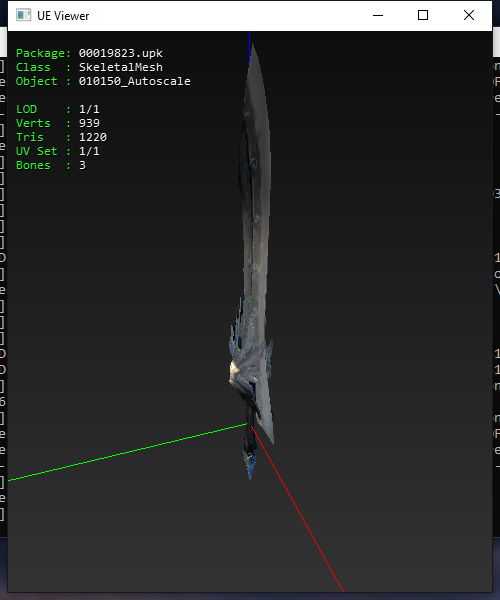 UE Viewer
Package: 00019823.upk
Class  : SkeletalMesh
Object : 010150_Autoscale
LOD    : 1/1
Verts  : 939
Tris   : 1220
UV Set : 1/1
Bones  : 3